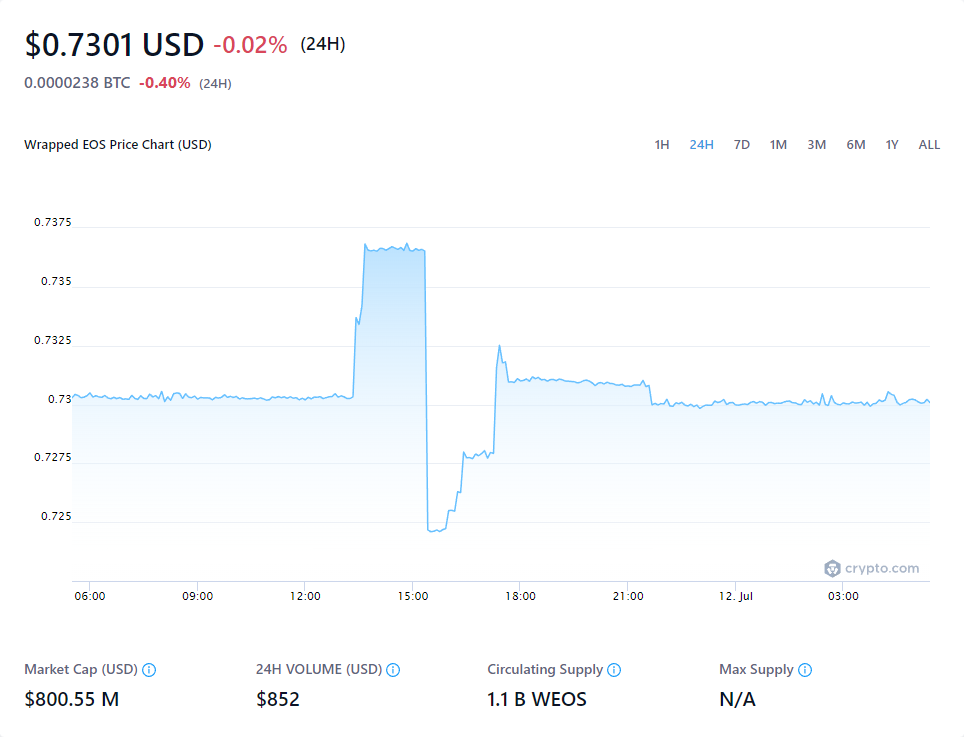 $0.7301 USD -0.02% (24H)
0.0000238 BTC -0.40% (24H)
Wrapped EOS Price Chart (USD)
1H 24H 7D 1M 3M 6M 1Y ALL
0.7375
0.735
0.7325
0.73
0.7275
0.725
crypto.com
06:00 09:00 12:00 15:00 18:00 21:00 12. Jul 03:00
Market Cap (USD) 24H VOLUME (USD) Circulating Supply Max Supply
$800.55 M $852 1.1 B WEOS N/A